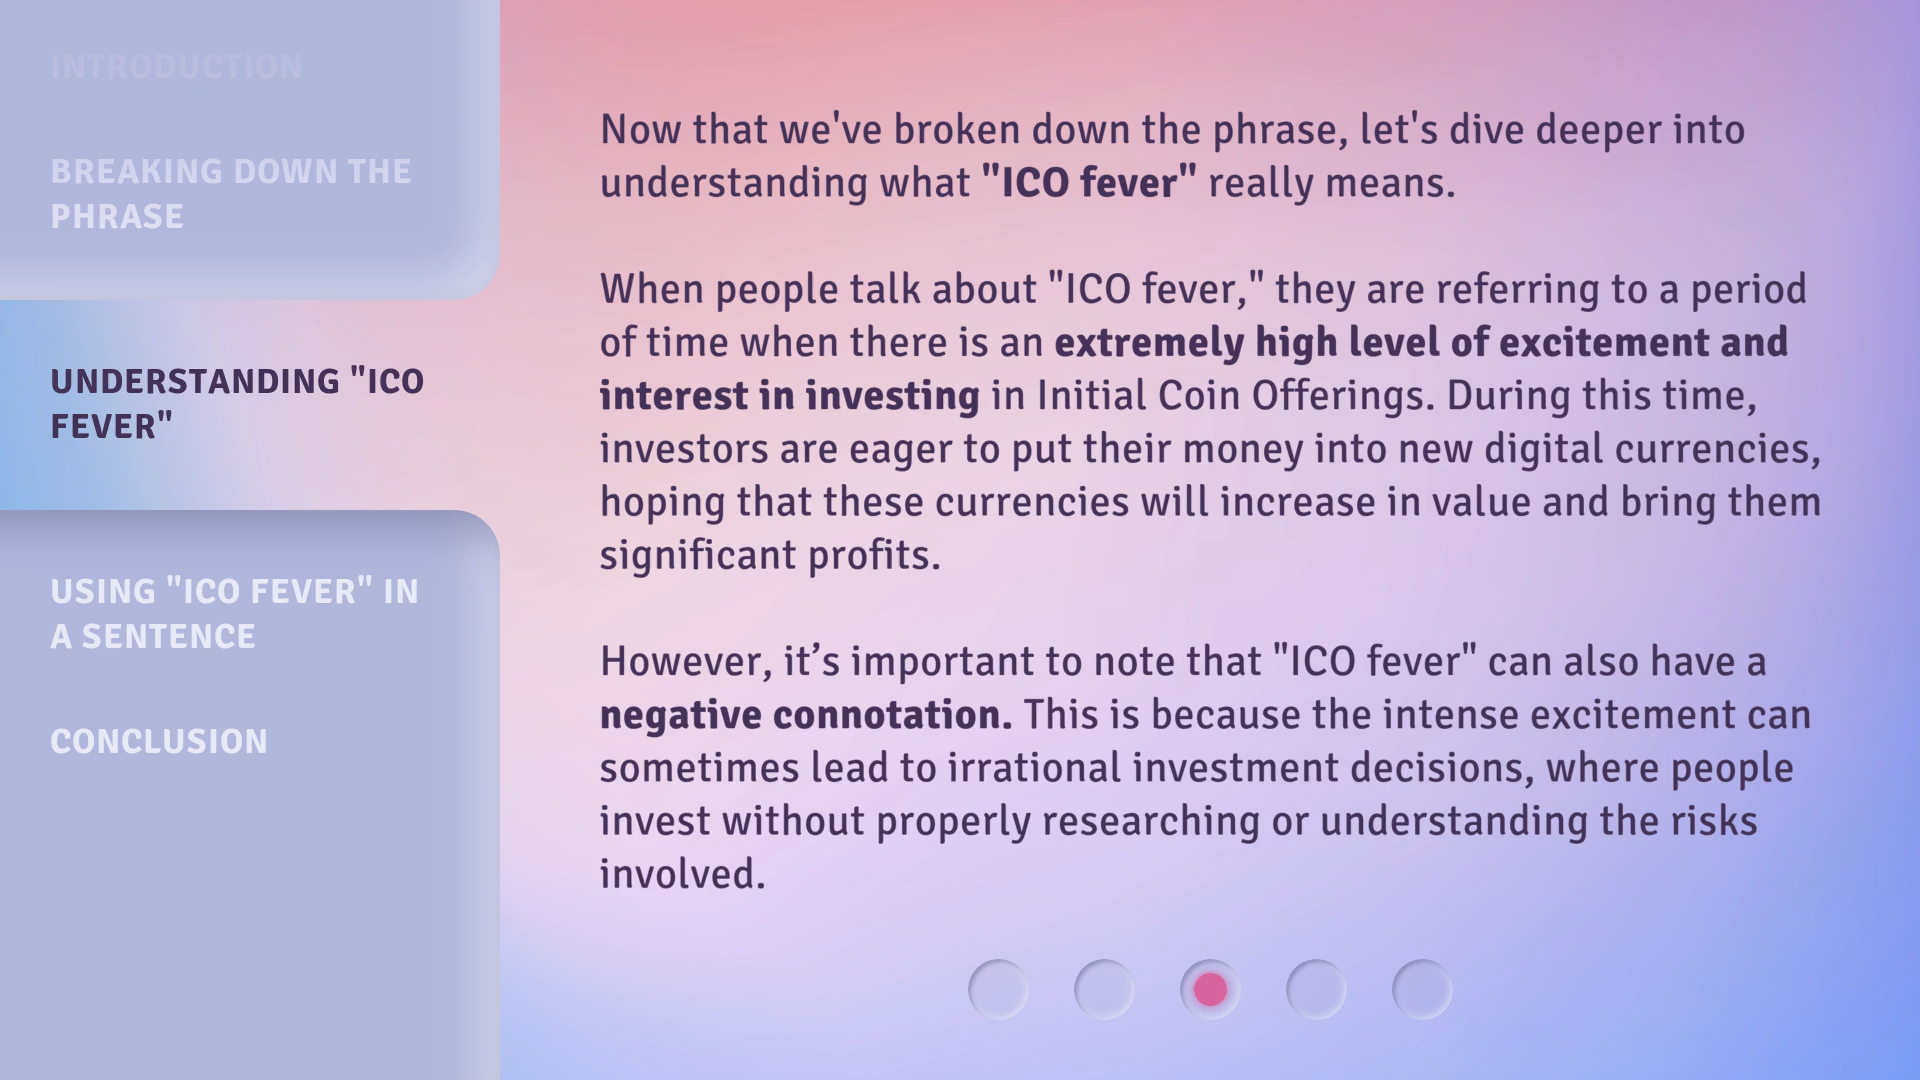 INTRODUCTION
BREAKING DOWN THE
PHRASE
UNDERSTANDING "ICO
FEVER"
USING "ICO FEVER" IN
A SENTENCE
CONCLUSION
Now that we've broken down the phrase, let's dive deeper into
understanding what "ICO fever" really means.
When people talk about "ICO fever," they are referring to a period
of time when there is an extremely high level of excitement and
interest in investing in Initial Coin Offerings. During this time,
investors are eager to put their money into new digital currencies,
hoping that these currencies will increase in value and bring them
significant profits.
However, it’s important to note that "ICO fever" can also have a
negative connotation. This is because the intense excitement can
sometimes lead to irrational investment decisions, where people
invest without properly researching or understanding the risks
involved.